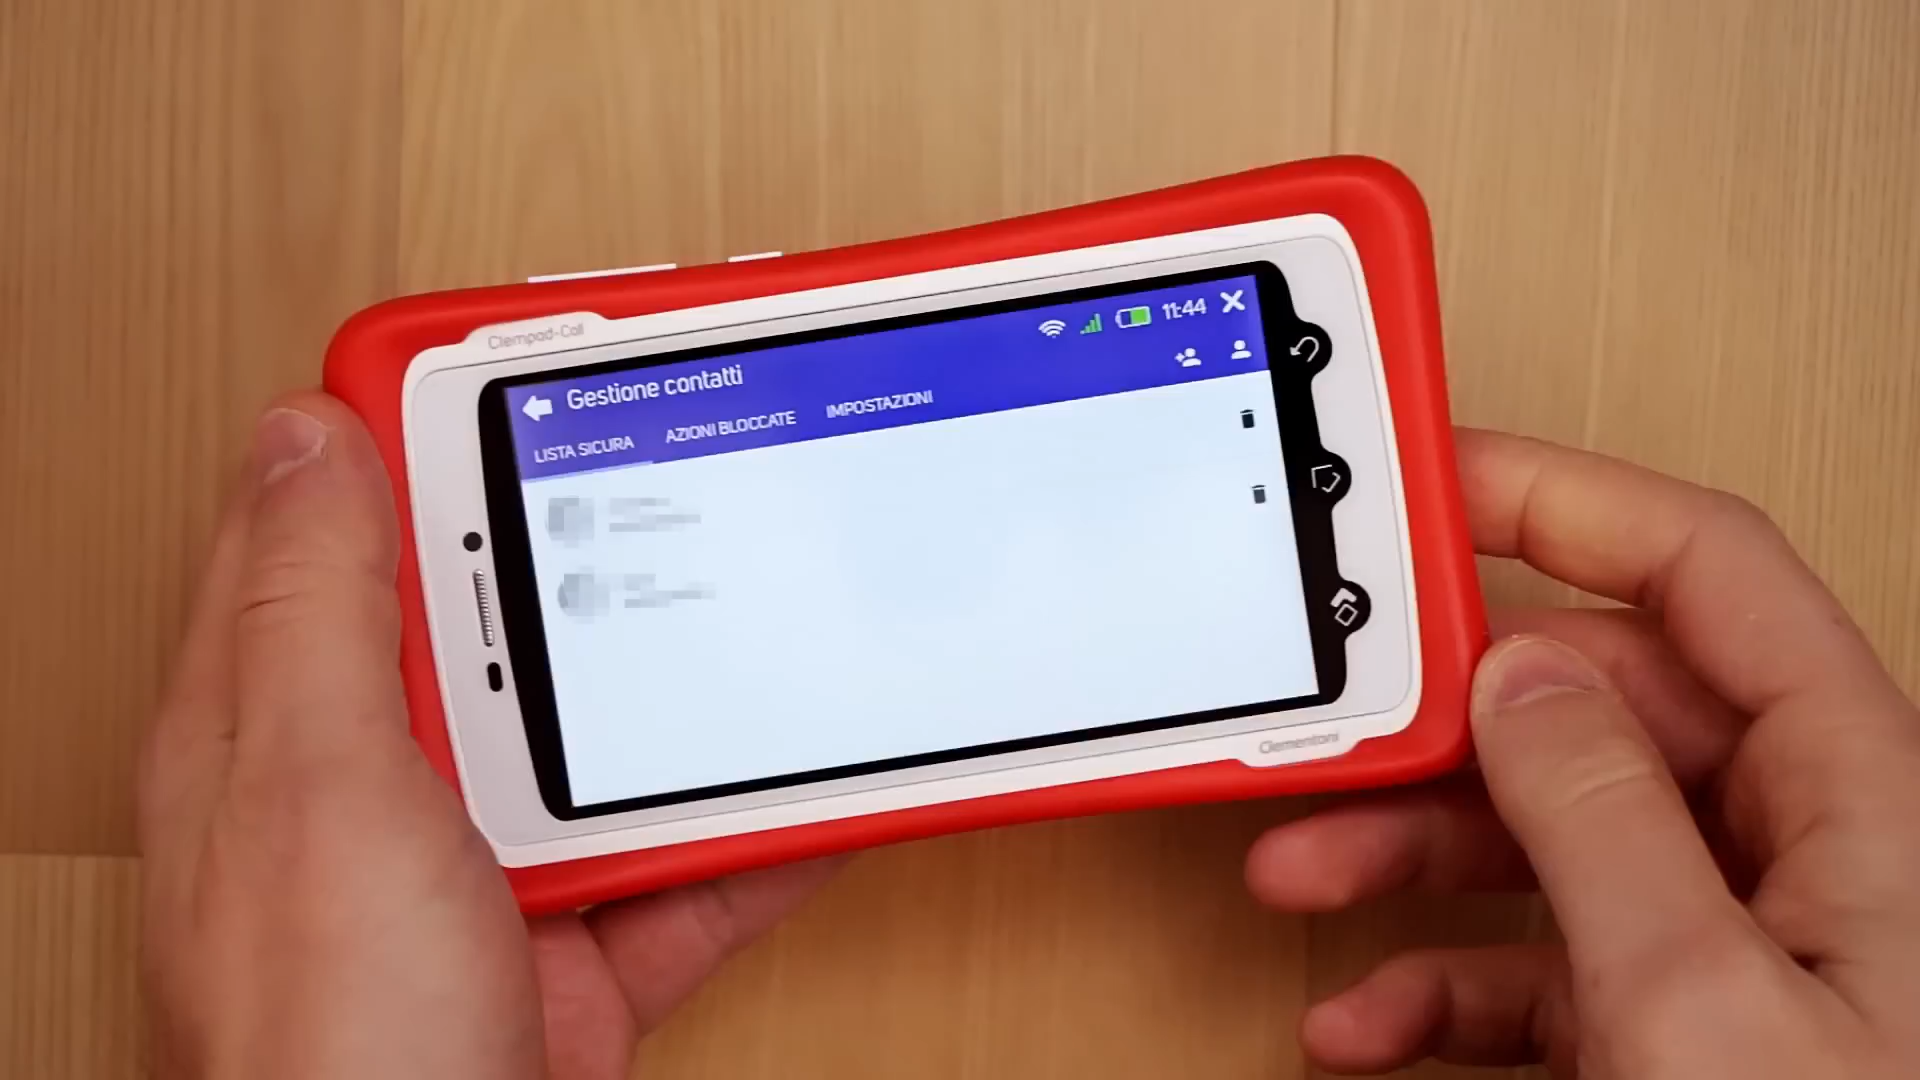 Clempad-Call
11:44
Gestione contatti
LISTA SICURA
AZIONI BLOCCATE
IMPOSTAZIONI
Clementoni